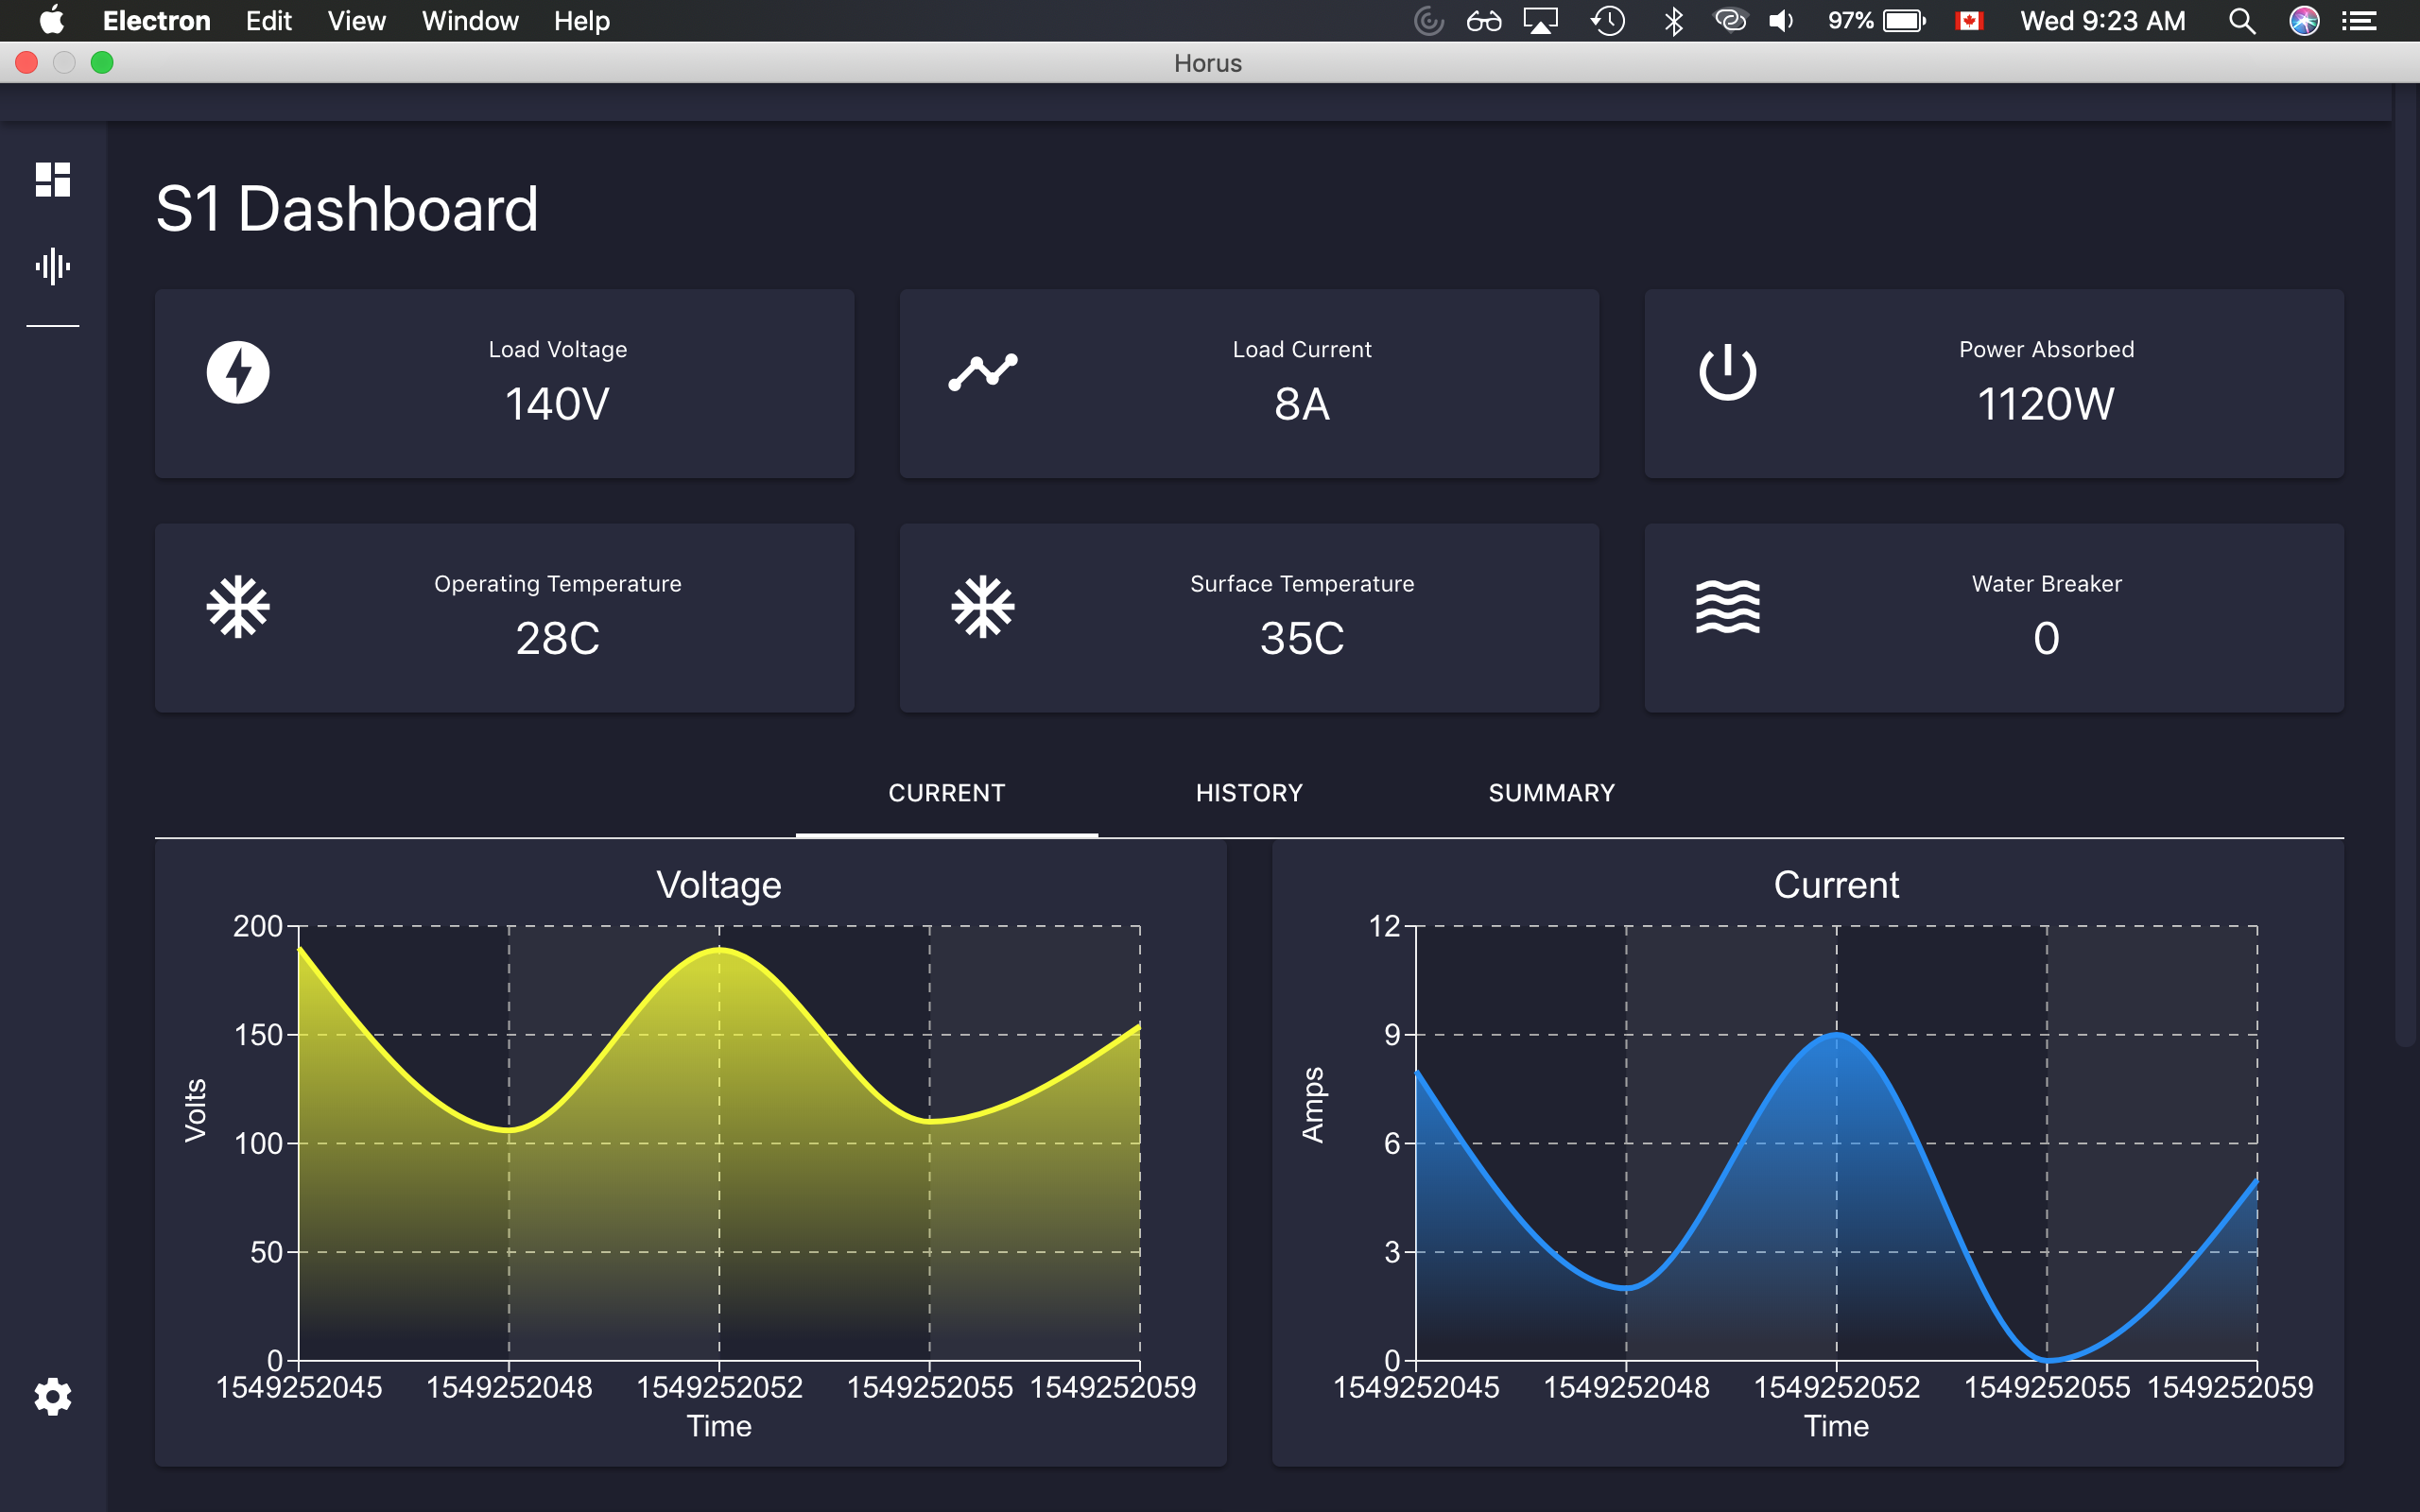 Electron Edit View Window Help 97% Wed 9:23 AM
Horus
S1 Dashboard
Load Voltage
140V
Load Current
8A
Power Absorbed
1120W
Operating Temperature
28C
Surface Temperature
35C
Water Breaker
0
CURRENT HISTORY SUMMARY
Voltage
200
150
100
50
0
Volts
1549252045 1549252048 1549252052 1549252055 1549252059
Time
Current
12
9
6
3
0
Amps
1549252045 1549252048 1549252052 1549252055 1549252059
Time